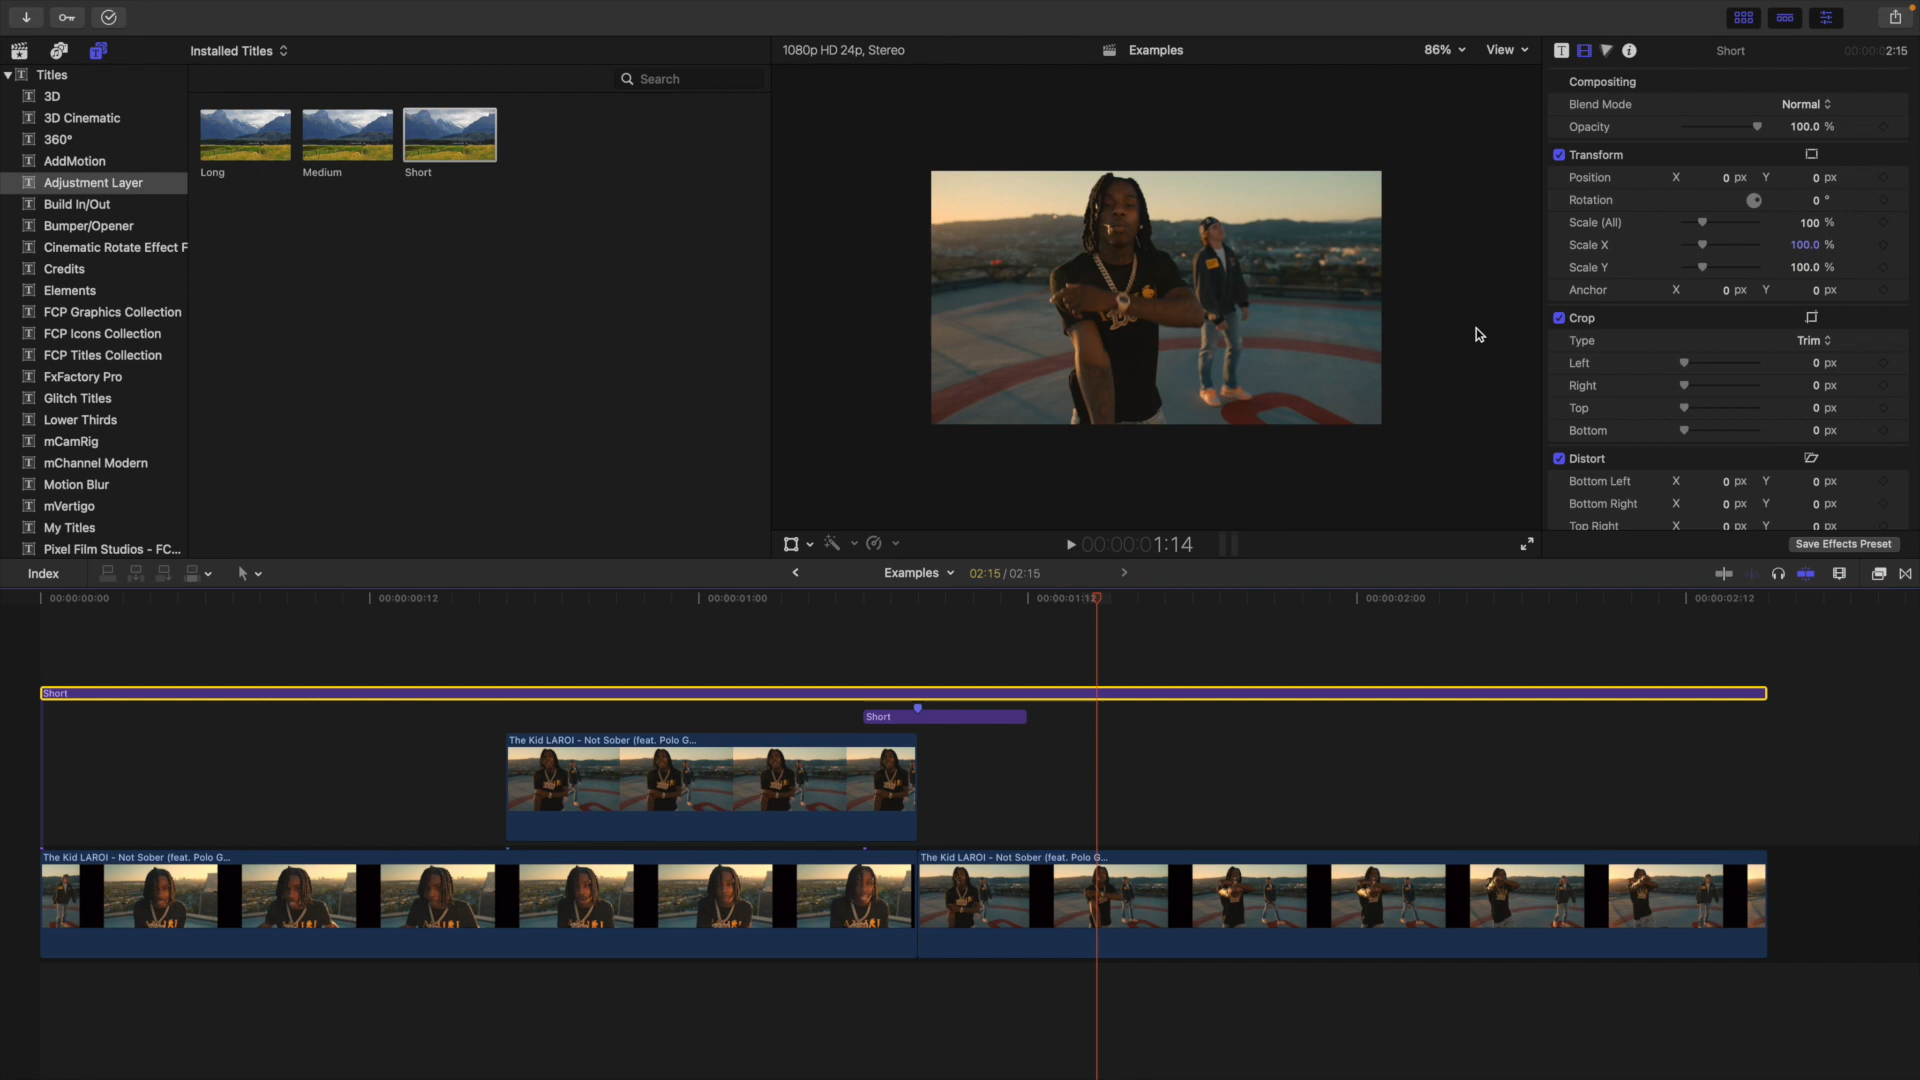 Installed Titles
1080p HD 24p, Stereo
Examples
86%
View
Short
00:00:00:02:15
Titles
Search
3D
3D Cinematic
360°
AddMotion
Adjustment Layer
Build In/Out
Bumper/Opener
Cinematic Rotate Effect F
Credits
Elements
FCP Graphics Collection
FCP Icons Collection
FCP Titles Collection
FxFactory Pro
Glitch Titles
Lower Thirds
mCamRig
mChannel Modern
Motion Blur
mVertigo
My Titles
Pixel Film Studios - FC...
Long
Medium
Short
Compositing
Blend Mode Normal
Opacity 100.0 %
Transform
Position X 0 px Y 0 px
Rotation 0 °
Scale (All) 100 %
Scale X 100.0 %
Scale Y 100.0 %
Anchor X 0 px Y 0 px
Crop
Type Trim
Left 0 px
Right 0 px
Top 0 px
Bottom 0 px
Distort
Bottom Left X 0 px Y 0 px
Bottom Right X 0 px Y 0 px
Top Right X 0 px Y 0 px
00:00:01:14
Save Effects Preset
Index
Examples
02:15 / 02:15
00:00:00:00
00:00:00:12
00:00:01:00
00:00:01:12
00:00:02:00
00:00:02:12
Short
Short
The Kid LAROI - Not Sober (feat. Polo G...
The Kid LAROI - Not Sober (feat. Polo G...
The Kid LAROI - Not Sober (feat. Polo G...